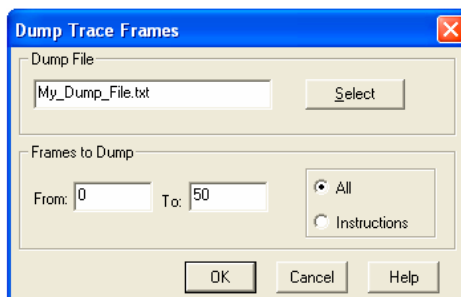 Dump Trace Frames
Dump File
My_Dump_File.txt
Select
Frames to Dump
From: 0 To: 50
All
Instructions
OK Cancel Help